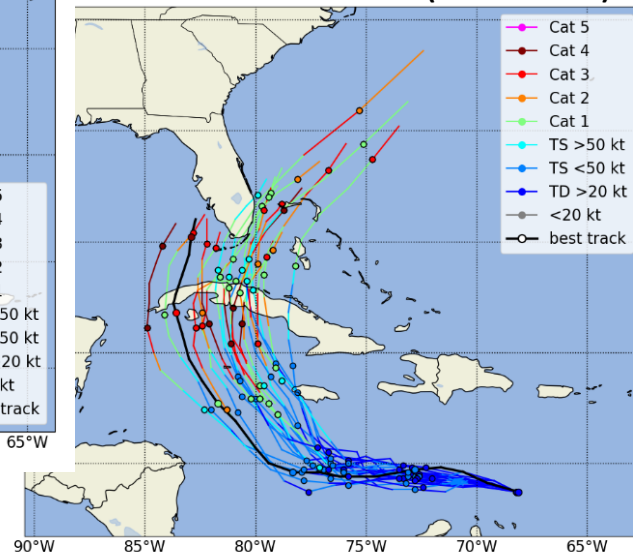 Cat 5
Cat 4
Cat 3
Cat 2
Cat 1
TS >50 kt
TS <50 kt
TD >20 kt
<20 kt
best track
50 kt
50 kt
20 kt
kt
track
65°W
90°W 85°W 80°W 75°W 70°W 65°W